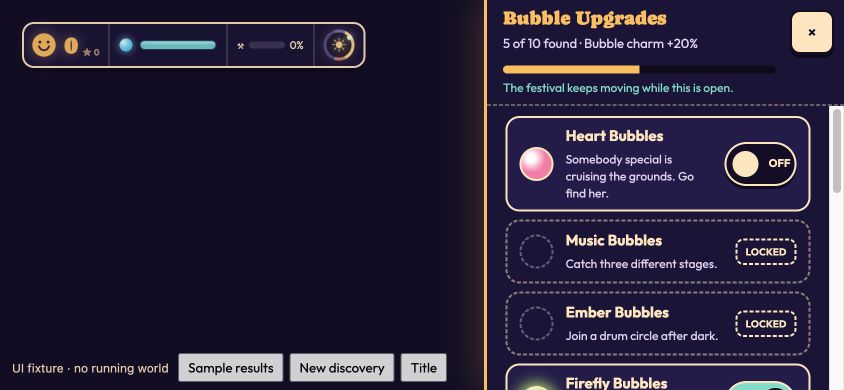 0
0%
Bubble Upgrades
5 of 10 found · Bubble charm +20%
The festival keeps moving while this is open.
×
Heart Bubbles
Somebody special is
cruising the grounds. Go
find her.
OFF
Music Bubbles
Catch three different stages.
LOCKED
Ember Bubbles
Join a drum circle after dark.
LOCKED
Firefly Bubbles
UI fixture · no running world
Sample results
New discovery
Title